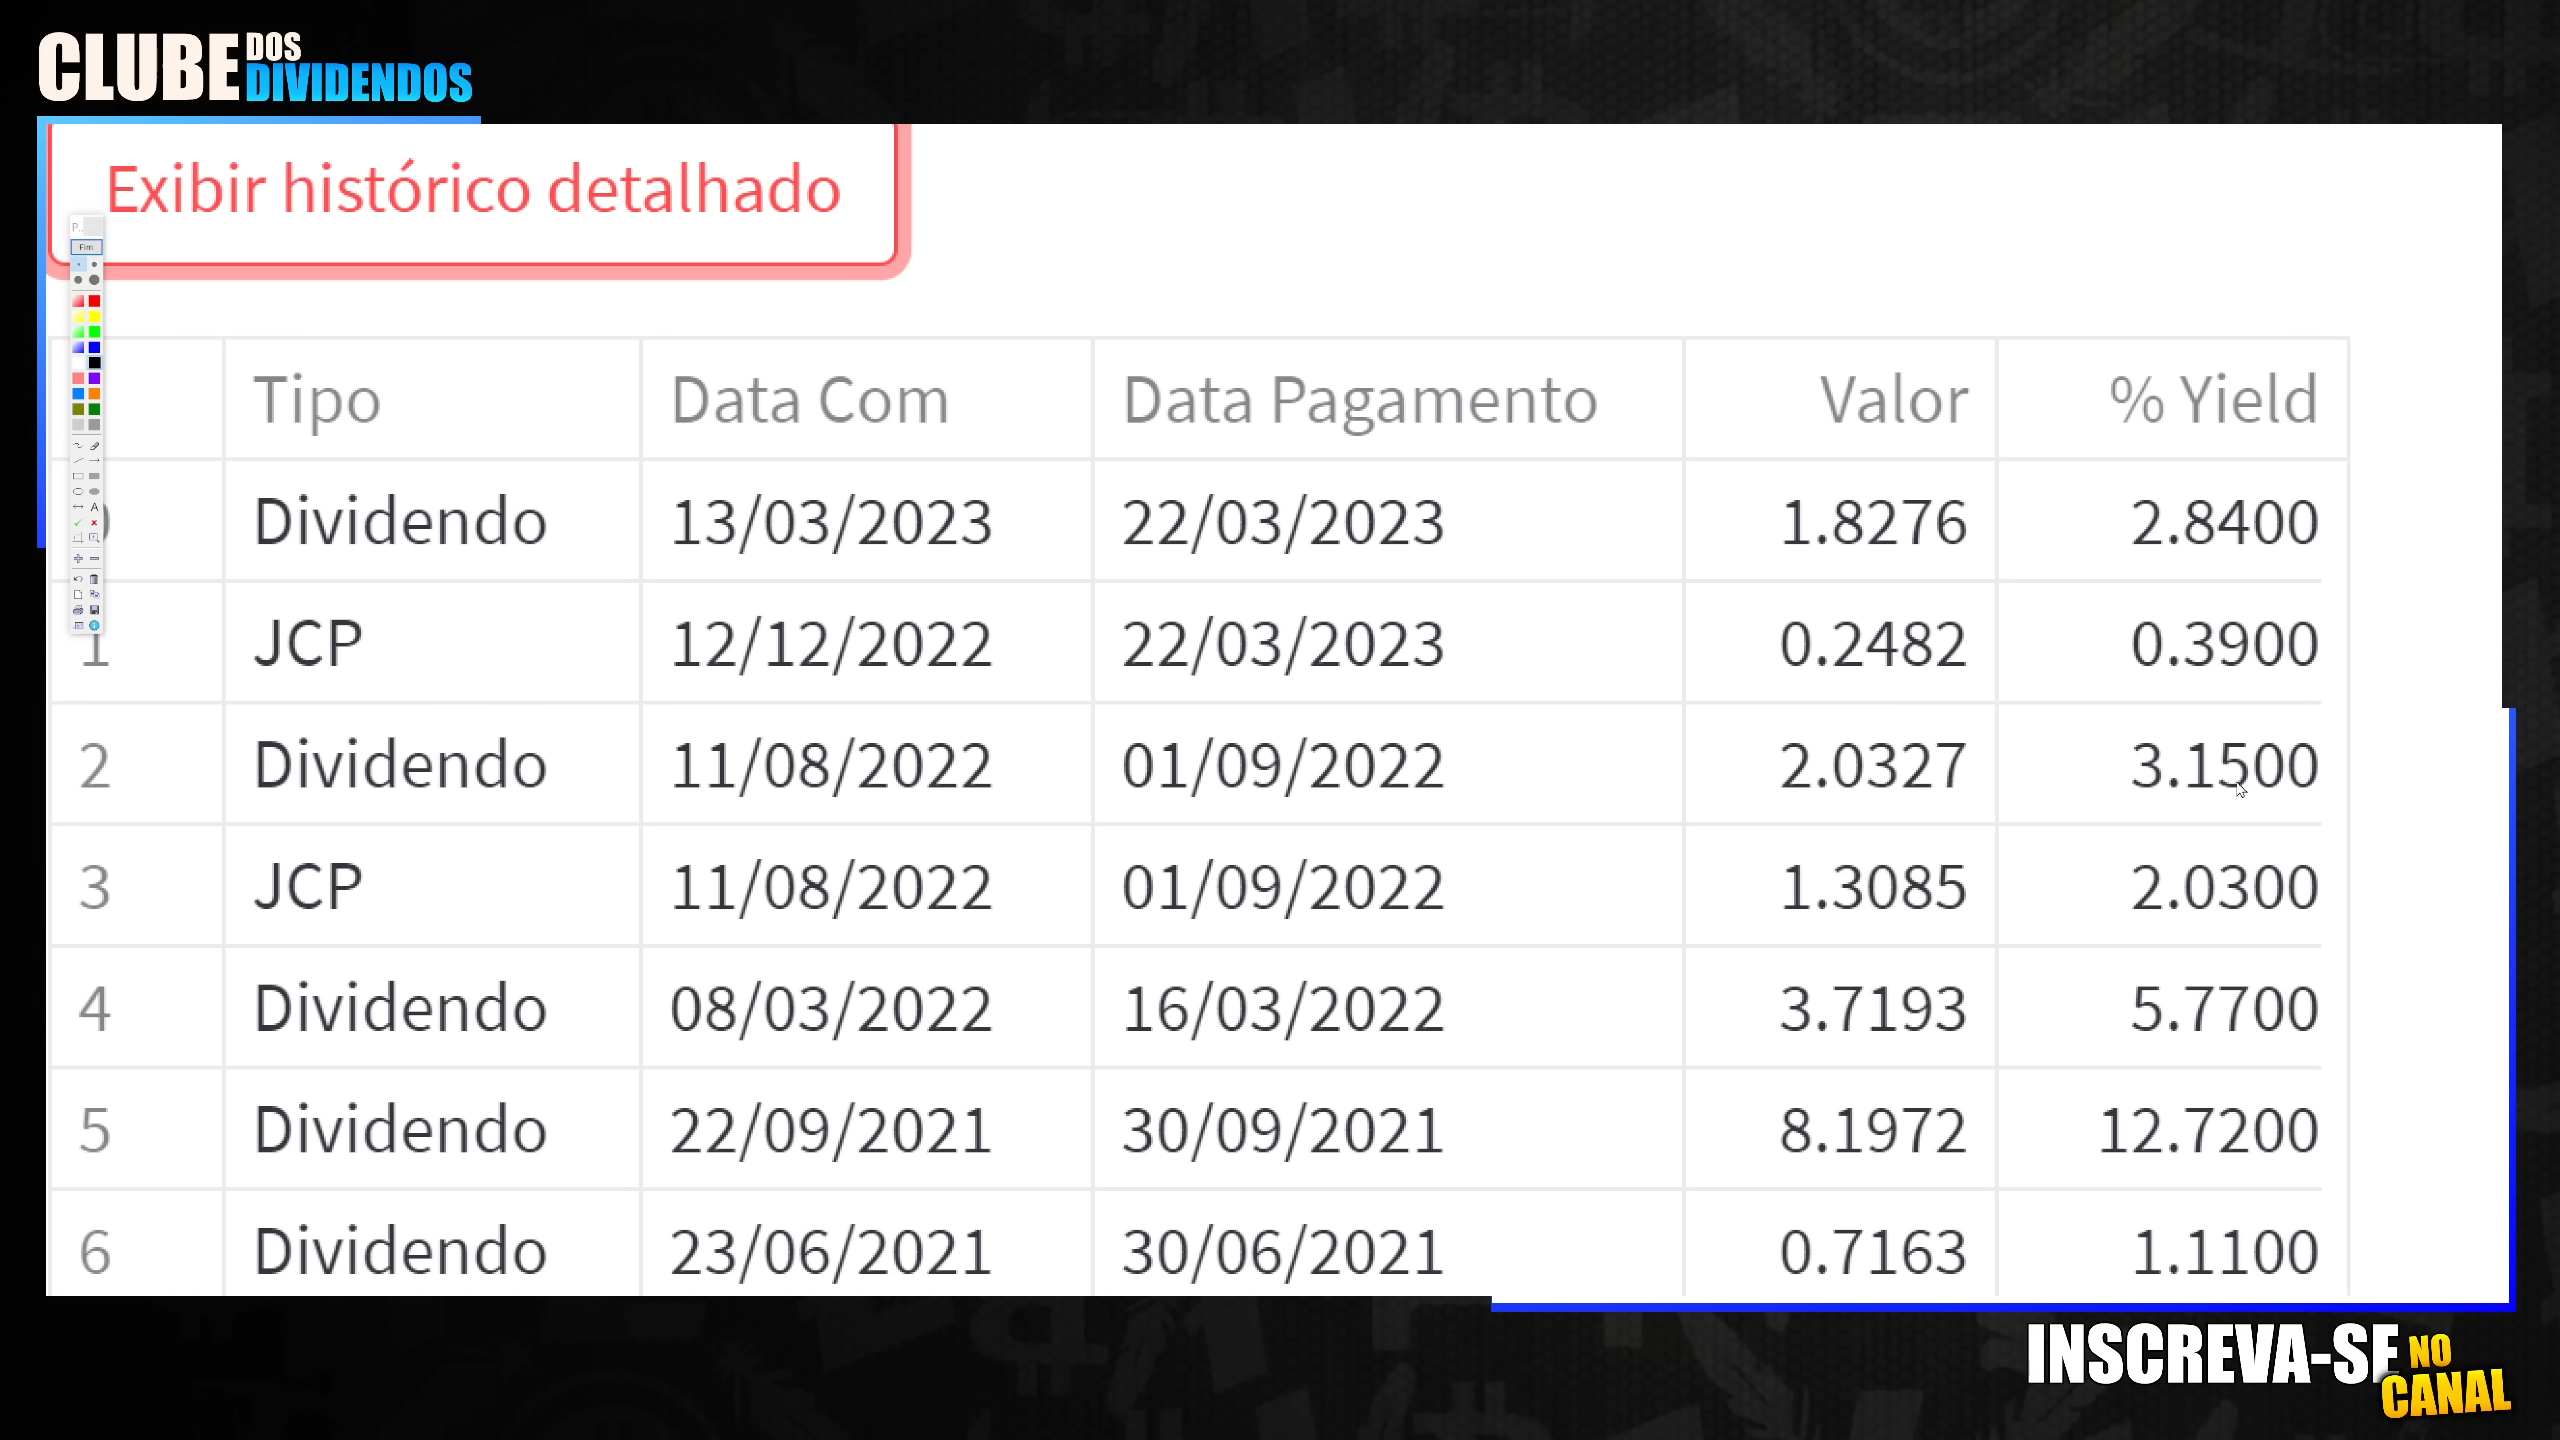 CLUBE DOS DIVIDENDOS
Exibir histórico detalhado
P..
Fim
A
Tipo Data Com Data Pagamento Valor % Yield
Dividendo 13/03/2023 22/03/2023 1.8276 2.8400
1 JCP 12/12/2022 22/03/2023 0.2482 0.3900
2 Dividendo 11/08/2022 01/09/2022 2.0327 3.1500
3 JCP 11/08/2022 01/09/2022 1.3085 2.0300
4 Dividendo 08/03/2022 16/03/2022 3.7193 5.7700
5 Dividendo 22/09/2021 30/09/2021 8.1972 12.7200
6 Dividendo 23/06/2021 30/06/2021 0.7163 1.1100
INSCREVA-SE NO
CANAL